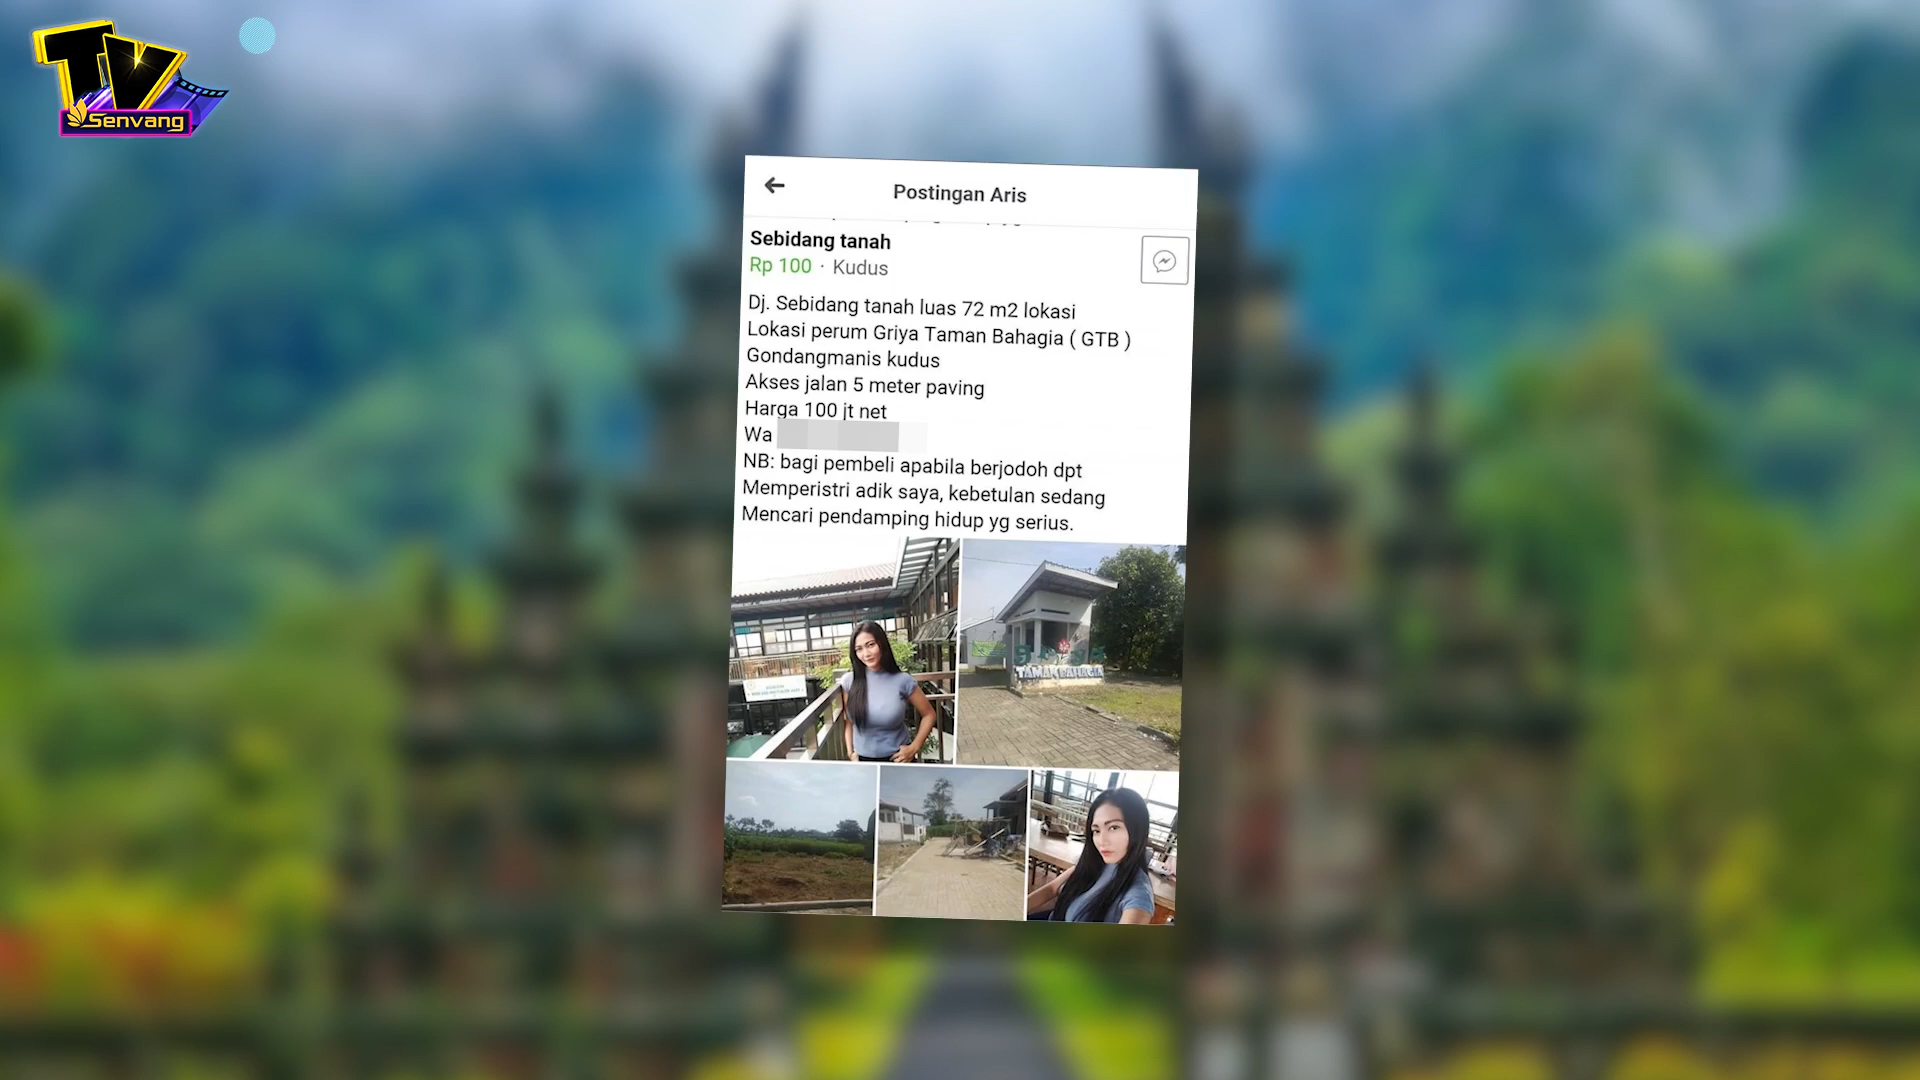 TV
Senvang
Postingan Aris
Sebidang tanah
Rp 100 · Kudus
Dj. Sebidang tanah luas 72 m2 lokasi
Lokasi perum Griya Taman Bahagia ( GTB )
Gondangmanis kudus
Akses jalan 5 meter paving
Harga 100 jt net
Wa
NB: bagi pembeli apabila berjodoh dpt
Memperistri adik saya, kebetulan sedang
Mencari pendamping hidup yg serius.
TAMAN BAHAGIA